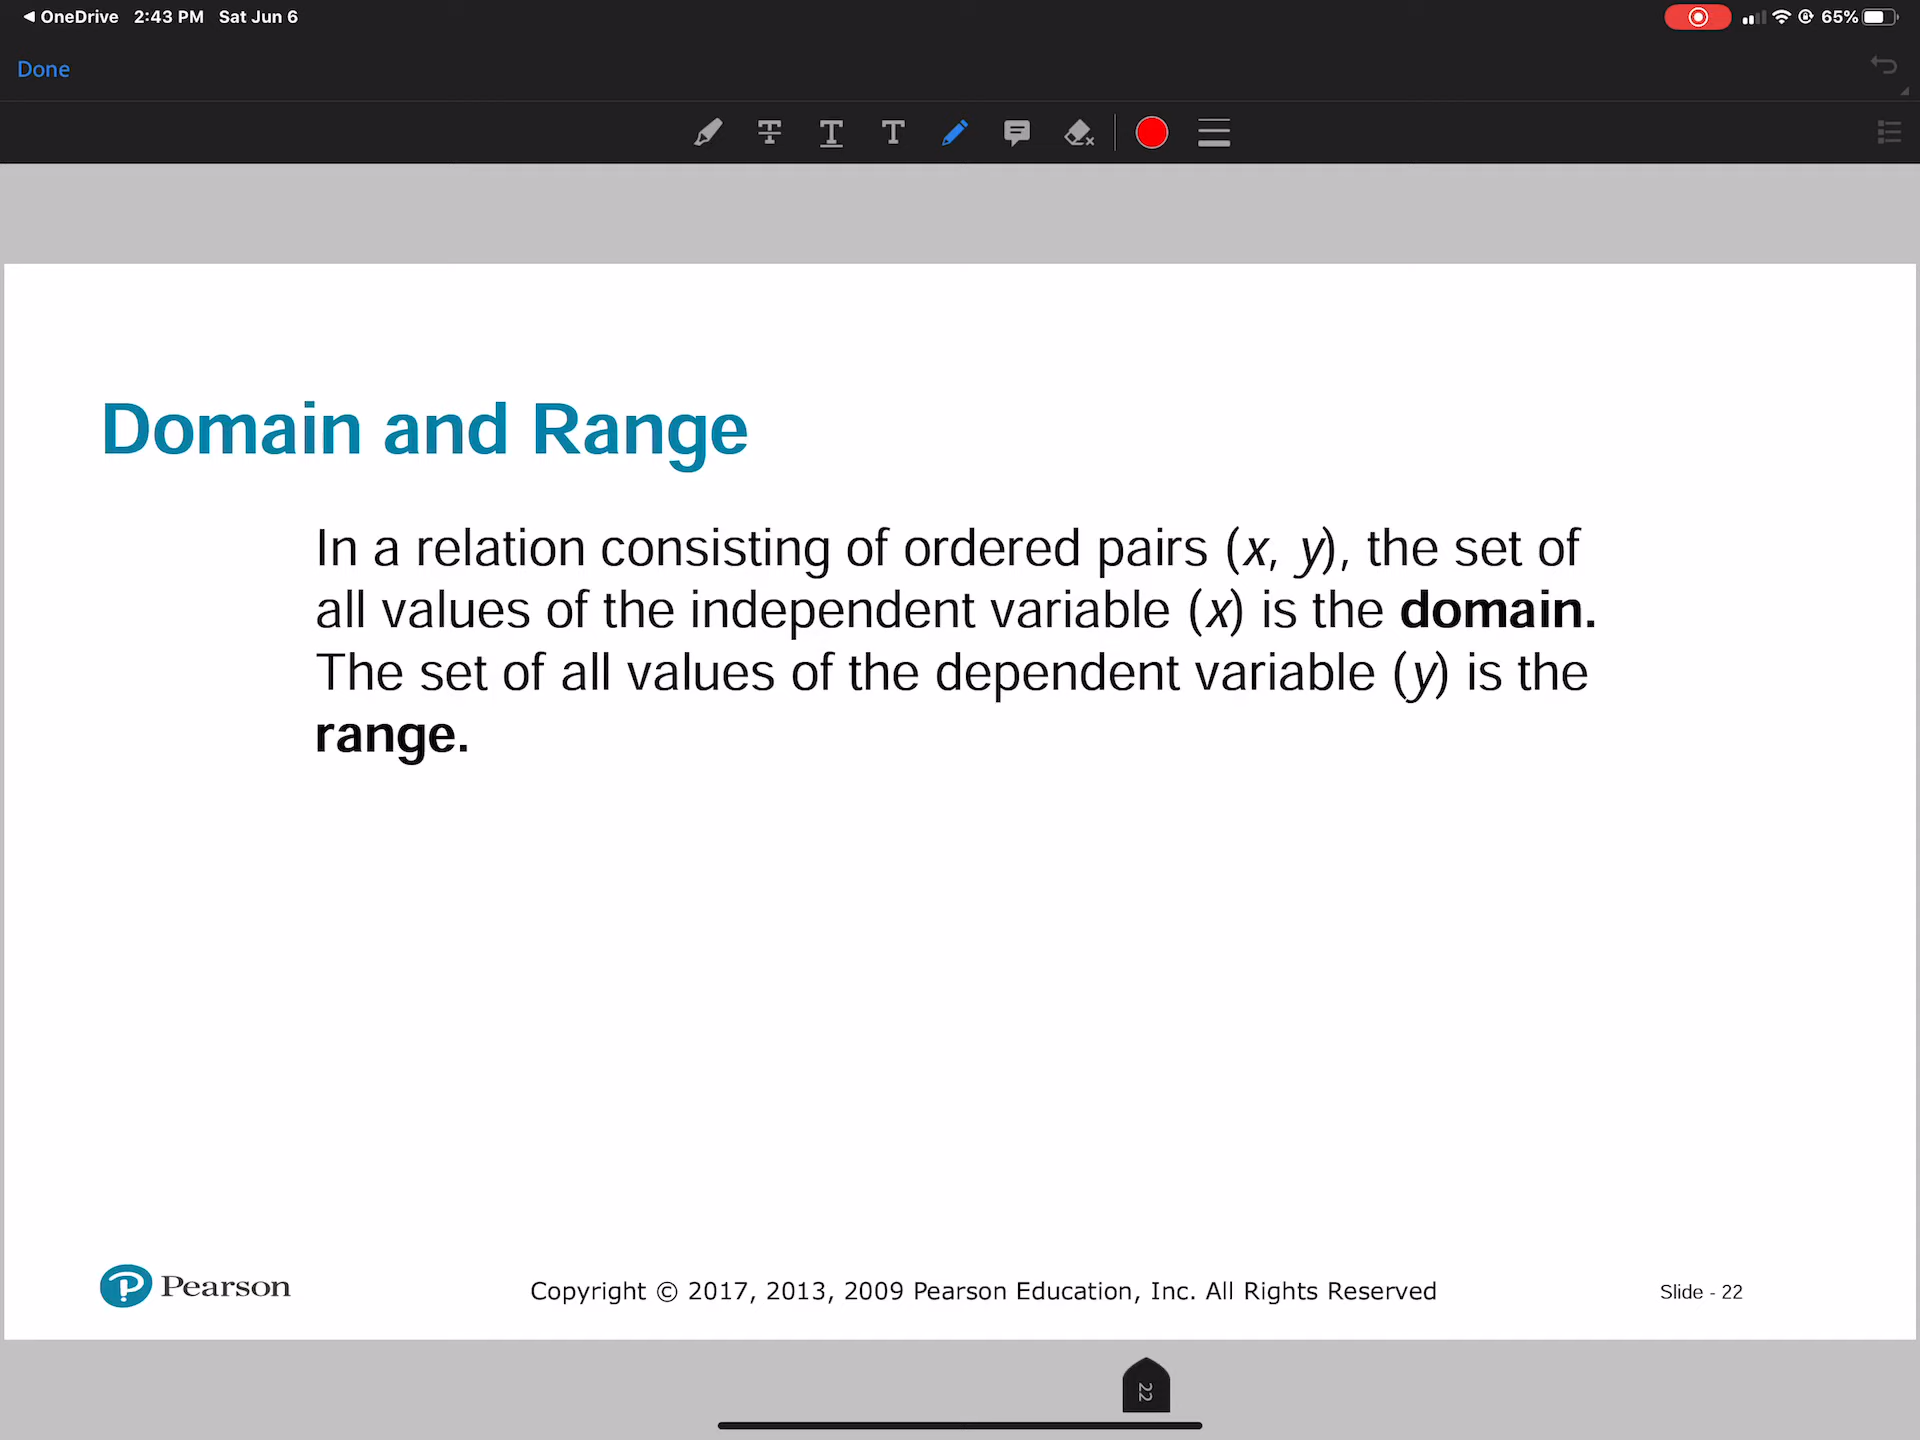 ◀ OneDrive 2:43 PM Sat Jun 6 65%
Done
Domain and Range
In a relation consisting of ordered pairs (x, y), the set of
all values of the independent variable (x) is the domain.
The set of all values of the dependent variable (y) is the
range.
Pearson
Copyright © 2017, 2013, 2009 Pearson Education, Inc. All Rights Reserved
Slide - 22
22